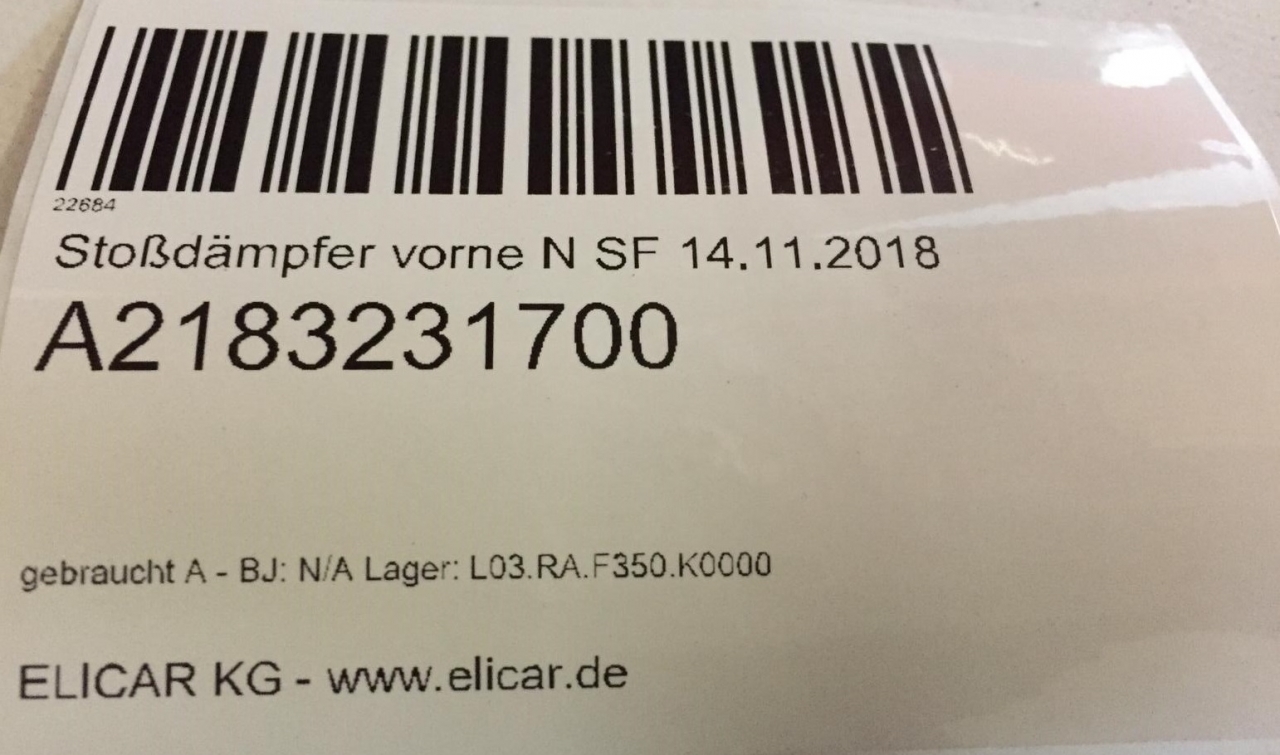 22684
Stoßdämpfer vorne N SF 14.11.2018
A2183231700
gebraucht A - BJ: N/A Lager: L03.RA.F350.K0000
ELICAR KG - www.elicar.de